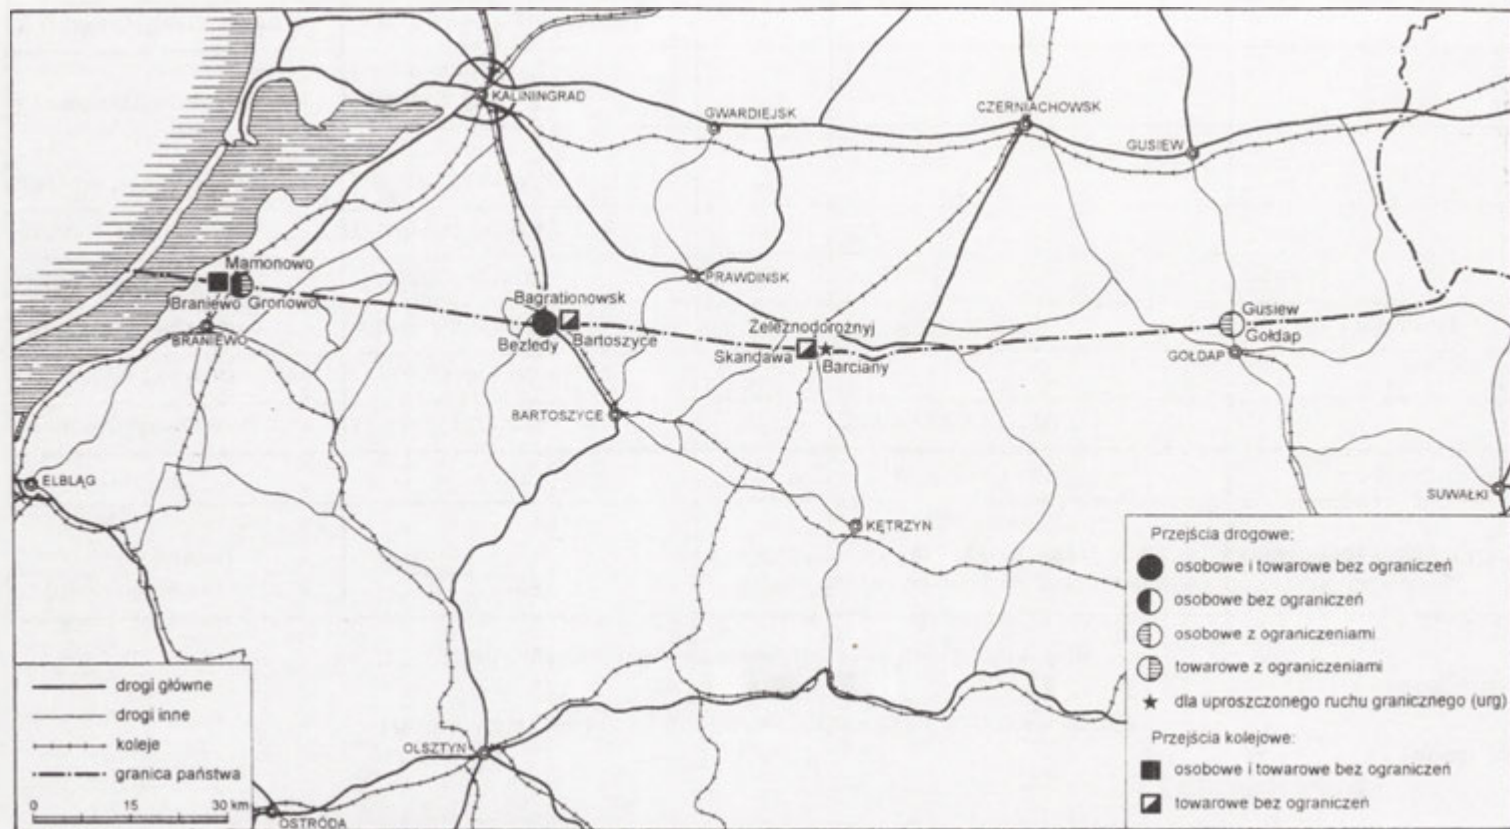 KALININGRAD
GWARDIEJSK
CZERNIACHOWSK
GUSIEW
Mamonowo
Braniewo Gronowo
BRANIEWO
PRAWDINSK
Bagrationowsk
Bezledy
Bartoszyce
Zeleznodorożnyj
Skandawa
Barciany
Gusiew
Gołdap
GOŁDAP
BARTOSZYCE
ELBLĄG
SUWAŁKI
KĘTRZYN
OLSZTYN
OSTRÓDA
drogi główne
drogi inne
koleje
granica państwa
0 15 30 km
Przejścia drogowe:
osobowe i towarowe bez ograniczeń
osobowe bez ograniczeń
osobowe z ograniczeniami
towarowe z ograniczeniami
dla uproszczonego ruchu granicznego (urg)
Przejścia kolejowe:
osobowe i towarowe bez ograniczeń
towarowe bez ograniczeń